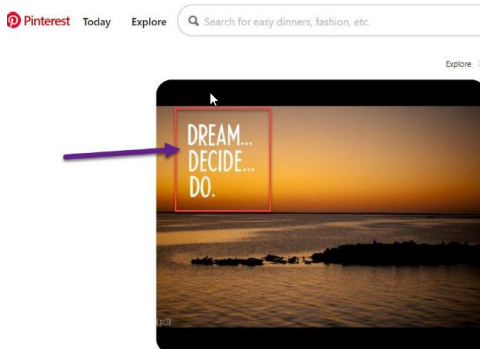 Pinterest Today Explore Search for easy dinners, fashion, etc.
Explore
DREAM...
DECIDE...
DO.